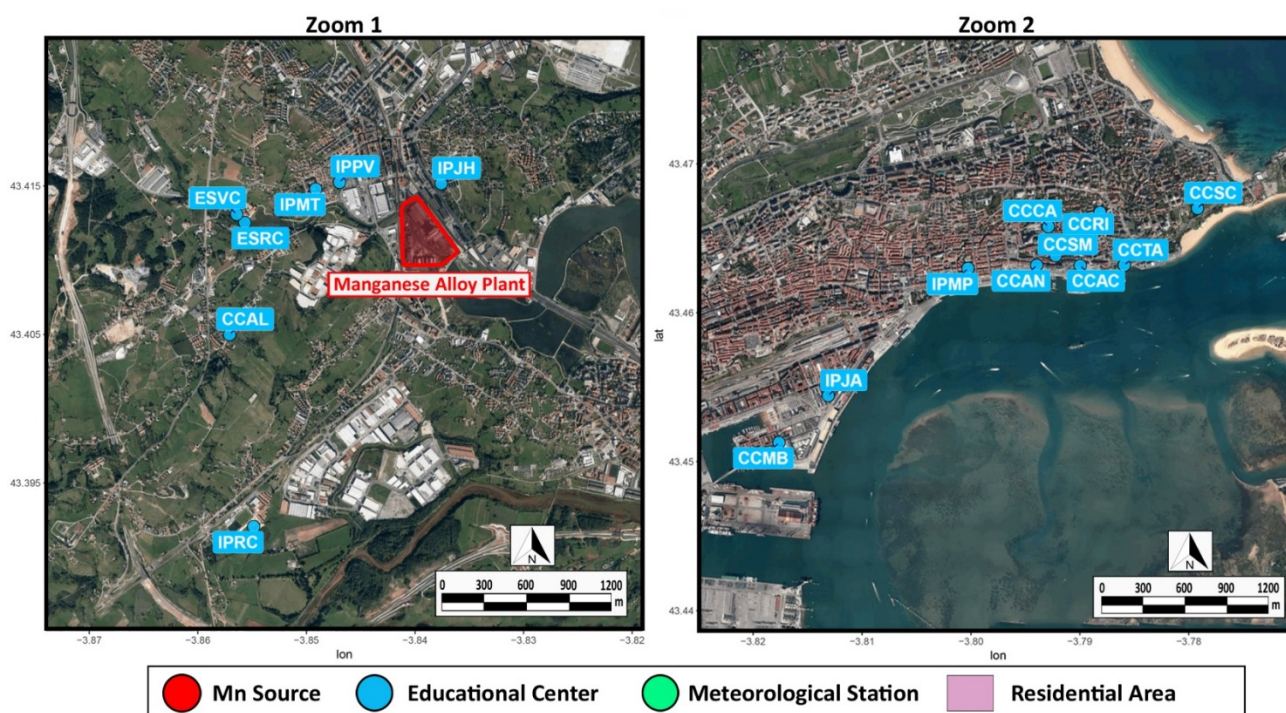 Zoom 1
Zoom 2
43.415
43.405
43.395
IPPV
IPJH
ESVC
IPMT
ESRC
Manganese Alloy Plant
CCAL
IPRC
N
0 300 600 900 1200
m
−3.87 −3.86 −3.85 −3.84 −3.83 −3.82
lon
43.47
43.46
43.45
43.44
lat
CCSC
CCCA
CCRI
CCSM
CCTA
IPMP
CCAN
CCAC
IPJA
CCMB
N
0 300 600 900 1200
m
−3.82 −3.81 −3.80 −3.79 −3.78
lon
Mn Source Educational Center Meteorological Station Residential Area